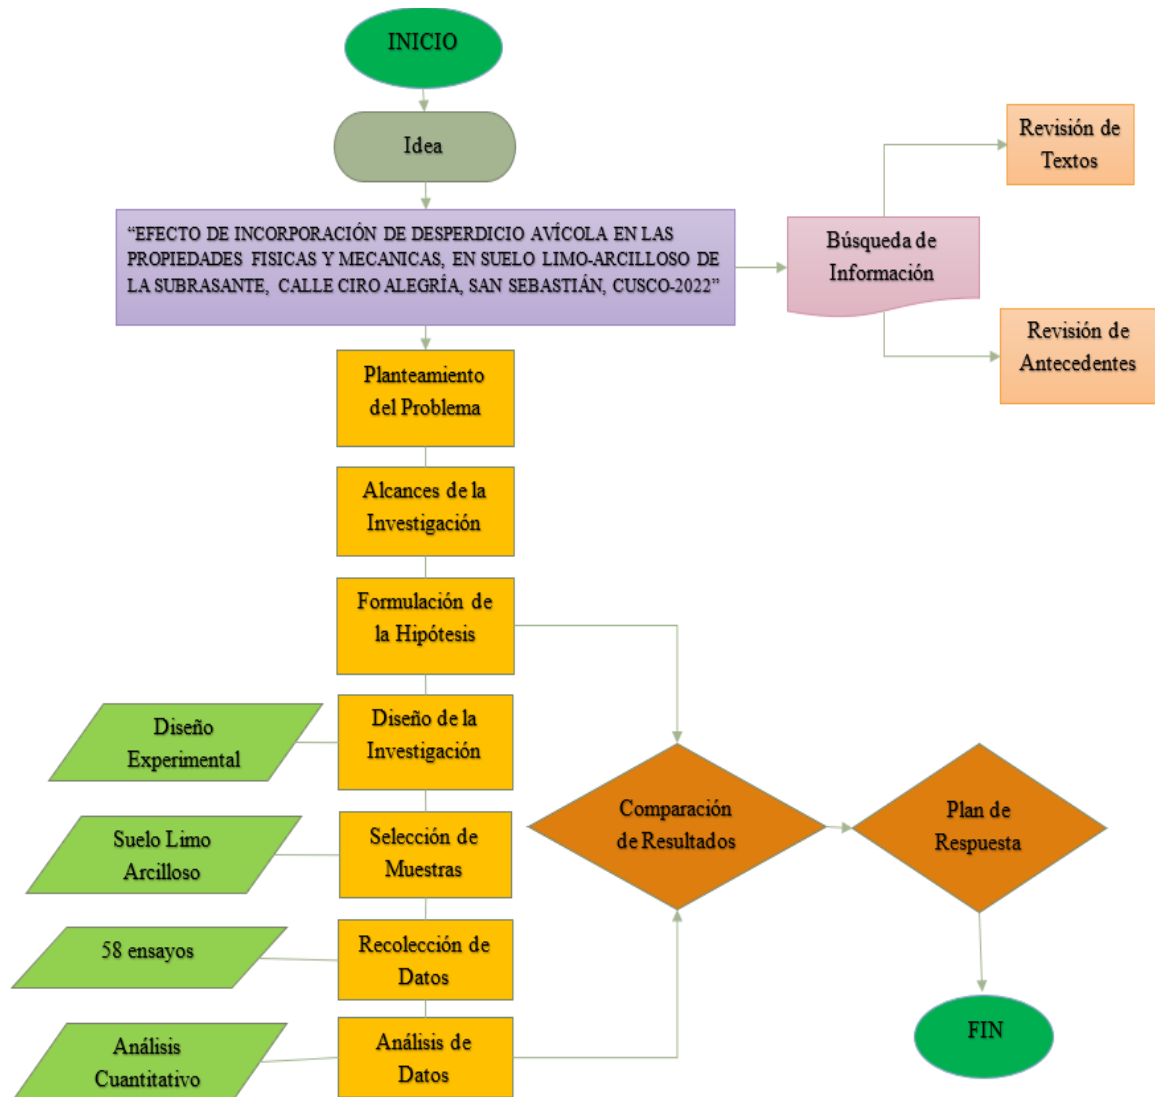 INICIO
Idea
“EFECTO DE INCORPORACIÓN DE DESPERDICIO AVÍCOLA EN LAS
PROPIEDADES FISICAS Y MECANICAS, EN SUELO LIMO-ARCILLOSO DE
LA SUBRASANTE, CALLE CIRO ALEGRÍA, SAN SEBASTIÁN, CUSCO-2022”
Búsqueda de
Información
Revisión de
Textos
Revisión de
Antecedentes
Planteamiento
del Problema
Alcances de la
Investigación
Formulación de
la Hipótesis
Diseño
Experimental
Diseño de la
Investigación
Suelo Limo
Arcilloso
Selección de
Muestras
58 ensayos
Recolección de
Datos
Análisis
Cuantitativo
Análisis de
Datos
Comparación
de Resultados
Plan de
Respuesta
FIN